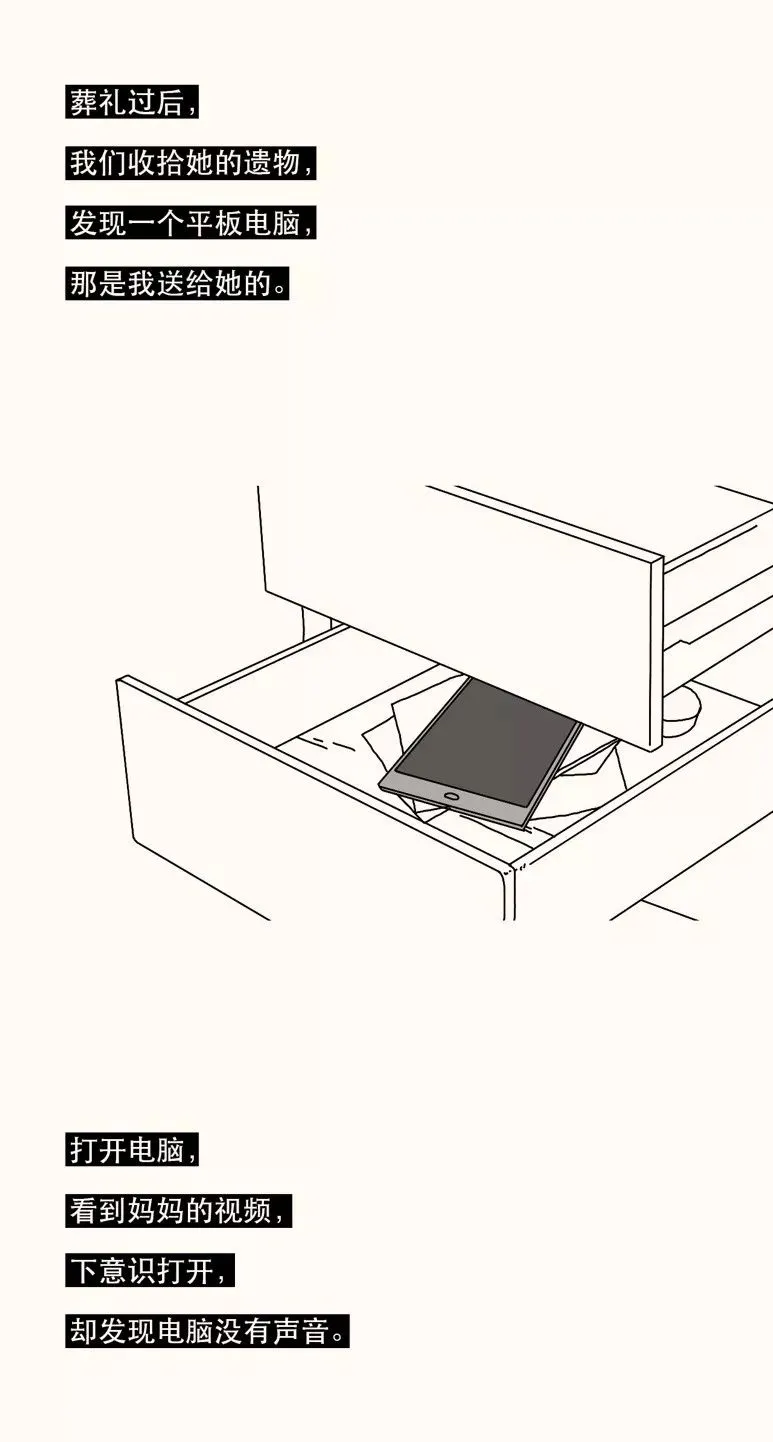 葬礼过后，
我们收拾她的遗物，
发现一个平板电脑，
那是我送给她的。
打开电脑，
看到妈妈的视频，
下意识打开，
却发现电脑没有声音。